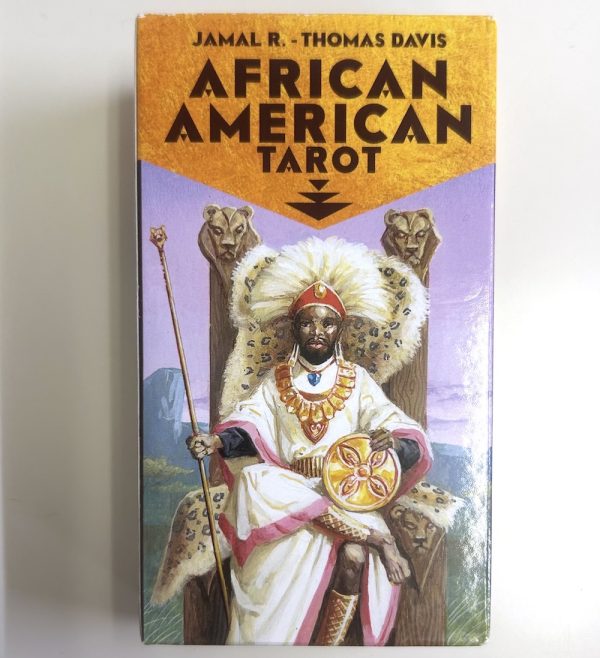 JAMAL R. - THOMAS DAVIS
AFRICAN
AMERICAN
TAROT